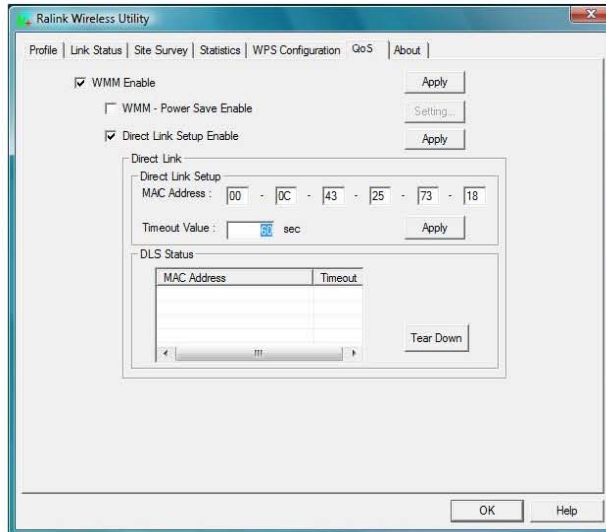 Ralink Wireless Utility
Profile Link Status Site Survey Statistics WPS Configuration QoS About
WMM Enable Apply
WMM - Power Save Enable Setting...
Direct Link Setup Enable Apply
Direct Link
Direct Link Setup
MAC Address : 00 - 0C - 43 - 25 - 73 - 18
Timeout Value : 60 sec Apply
DLS Status
MAC Address Timeout
Tear Down
OK Help